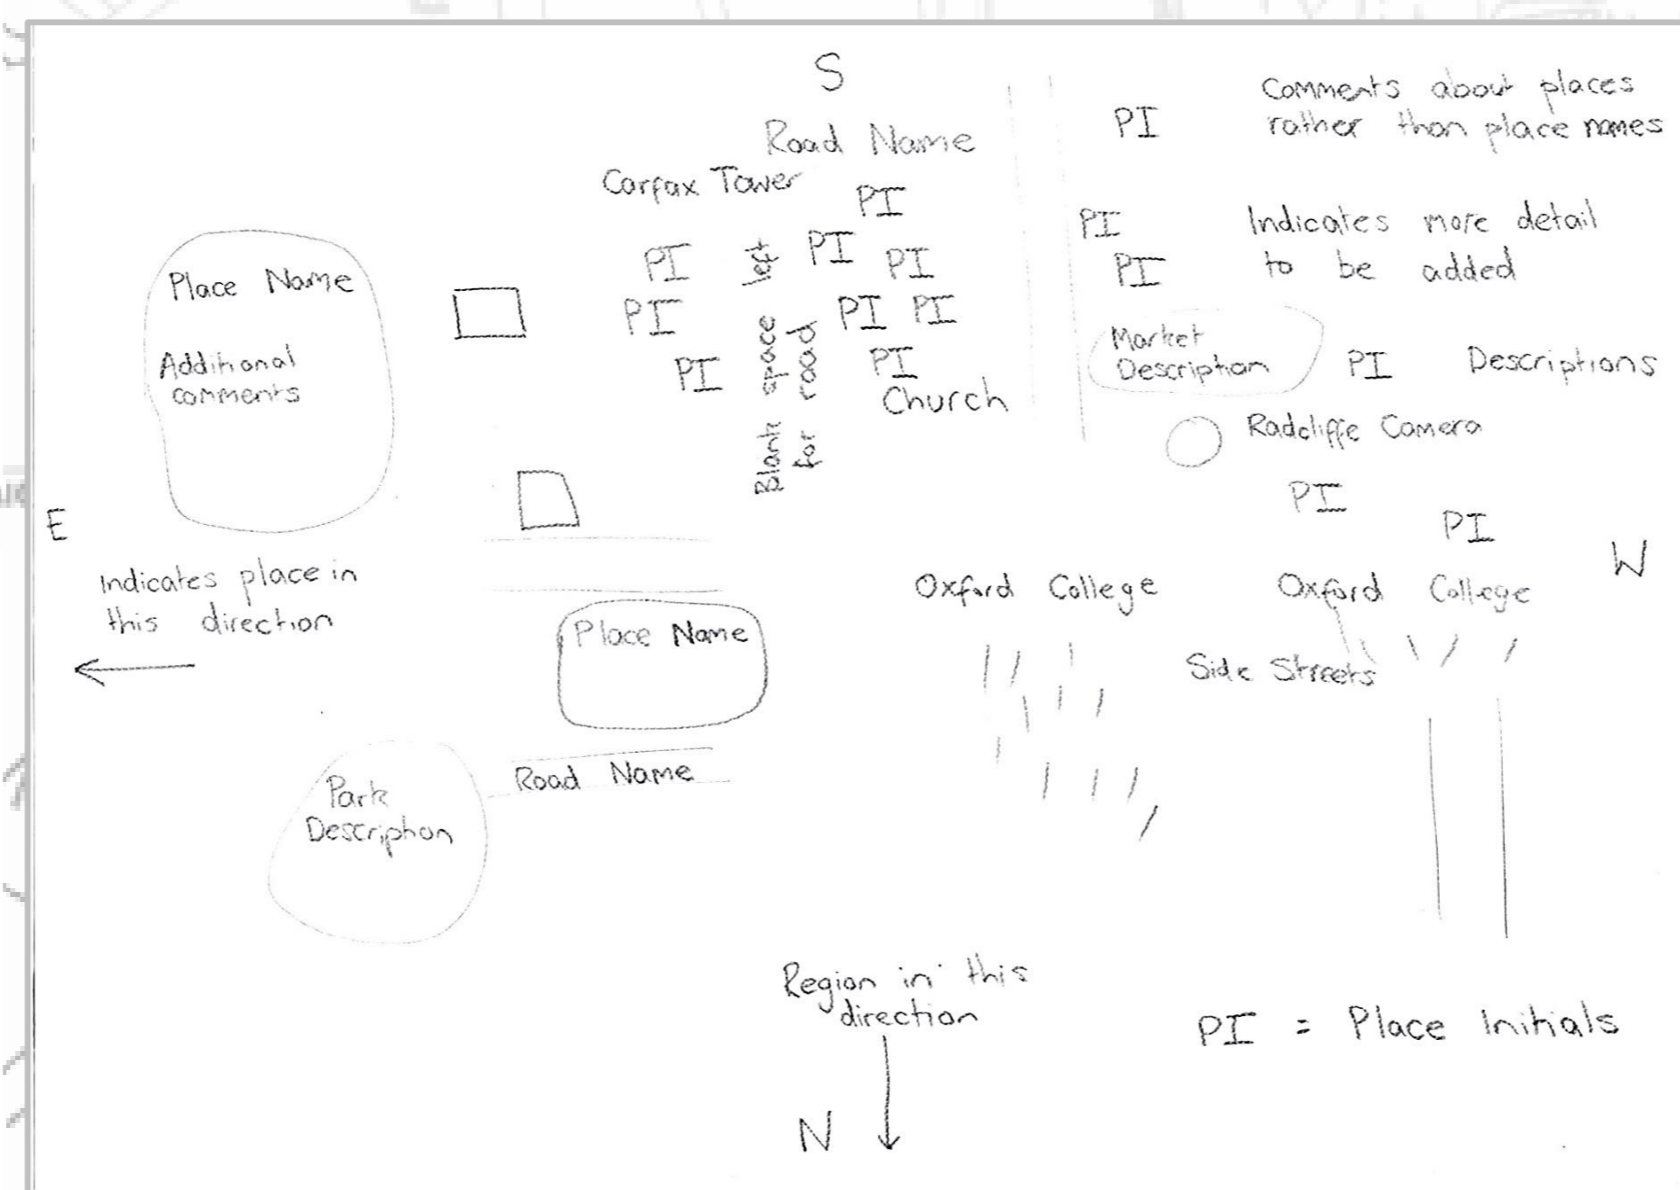 S
Road Name
Carfax Tower
PI
PI
PI
PI
PI
PI
PI
PI
PI
PI
Church
Blank space left
for road
PI
Comments about places
rather than place names
PI
PI
Indicates more detail
to be added
Market
Description
PI
Descriptions
Radcliffe Camera
PI
PI
Place Name
Additional
comments
E
Indicates place in
this direction
Place Name
Road Name
Park
Description
Oxford College
Oxford College
W
Side Streets
Region in this
direction
N
PI = Place Initials